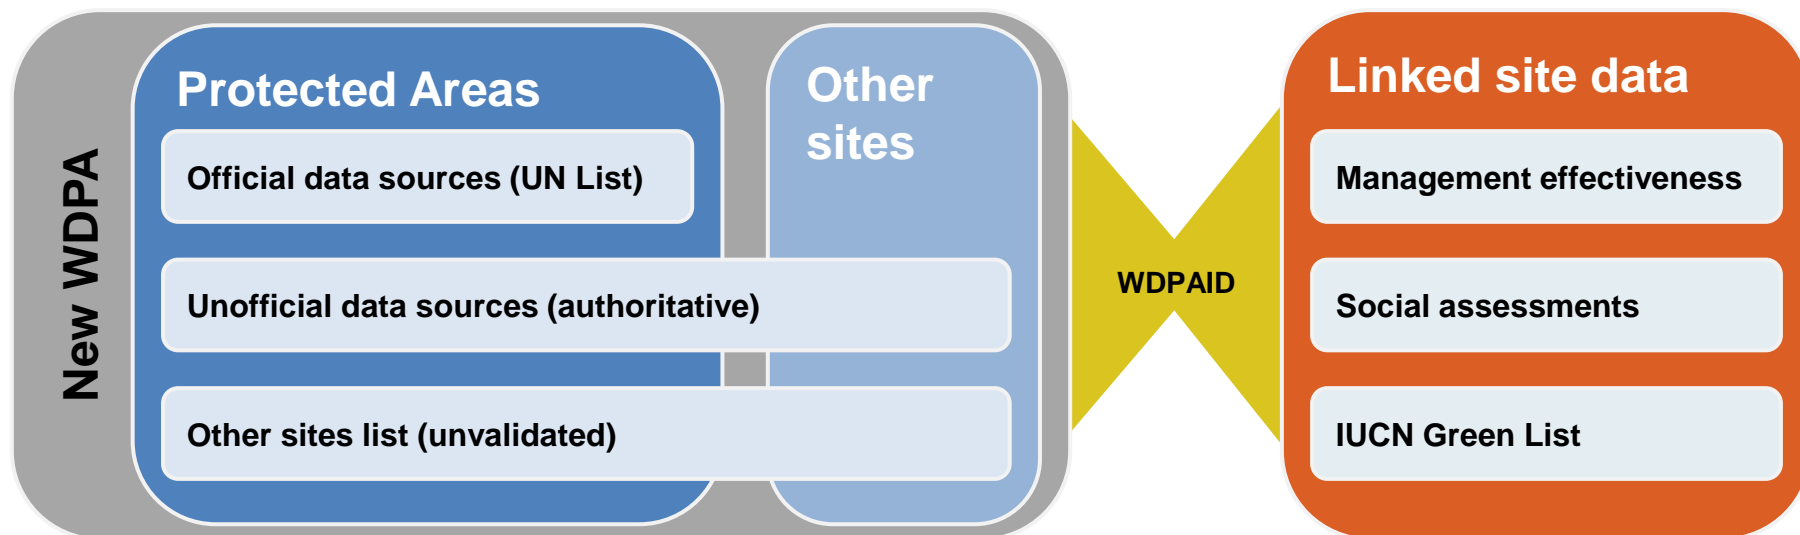 New WDPA
Protected Areas
Official data sources (UN List)
Unofficial data sources (authoritative)
Other sites list (unvalidated)
Other
sites
WDPAID
Linked site data
Management effectiveness
Social assessments
IUCN Green List